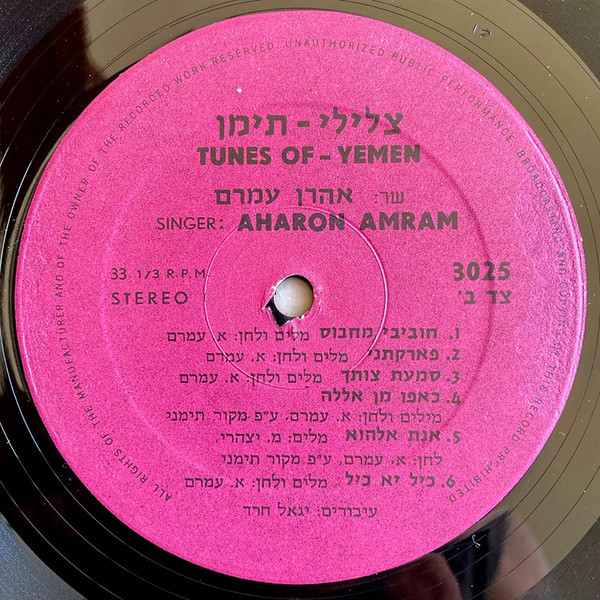 ALL RIGHTS OF THE MANUFACTURER AND OF THE OWNER OF THE RECORDED WORK RESERVED. UNAUTHORIZED PUBLIC PERFORMANCE, BROADCASTING AND COPYING OF THIS RECORD PROHIBITED
צלילי - תימן
TUNES OF - YEMEN
שר: אהרן עמרם
SINGER: AHARON AMRAM
33 1/3 R.P.M. 3025
STEREO צד ב'
1. חוביבי מחבוס מלים ולחן: א. עמרם
2. פארקתני מלים ולחן: א. עמרם
3. סמעת צותך מלים ולחן: א. עמרם
4. כאפו מן אללה
מילים ולחן: א. עמרם, ע״פ מקור תימני
5. אנת אלהוא מלים: מ. יצהרי,
לחן: א. עמרם, ע״פ מקור תימני
6. כיל יא כיל מלים ולחן: א. עמרם
עיבודים: יגאל חרד